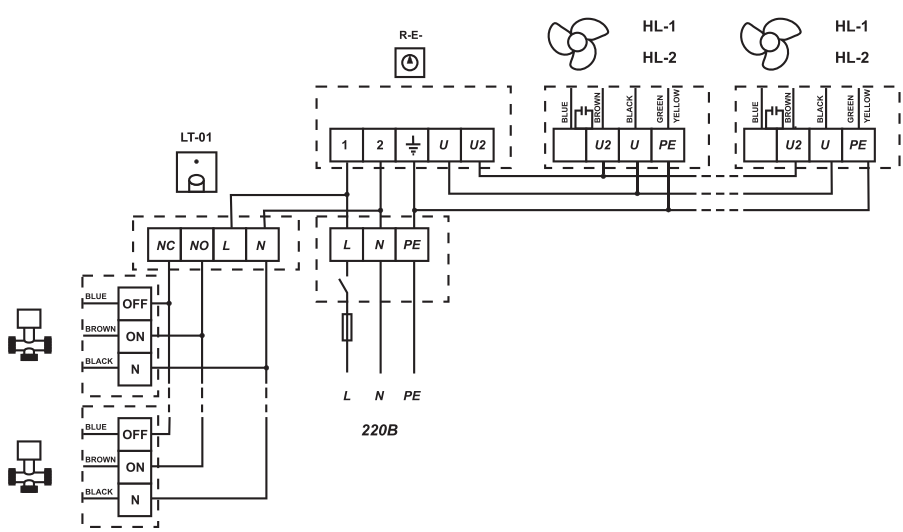 R-E-
HL-1
HL-2
HL-1
HL-2
BLUE
BROWN
BLACK
GREEN
YELLOW
BLUE
BROWN
BLACK
GREEN
YELLOW
1 2 U U2
U2 U PE
U2 U PE
LT-01
NC NO L N
L N PE
BLUE OFF
BROWN ON
BLACK N
L N PE
220В
BLUE OFF
BROWN ON
BLACK N